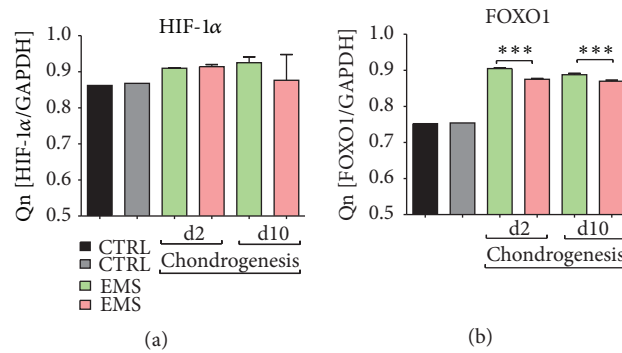 HIF-1α
Qn [HIF-1α/GAPDH]
1.0
0.9
0.8
0.7
0.6
0.5
d2 d10
Chondrogenesis
CTRL
CTRL
EMS
EMS
(a)
FOXO1
Qn [FOXO1/GAPDH]
1.0
0.9
0.8
0.7
0.6
0.5
*** ***
d2 d10
Chondrogenesis
(b)